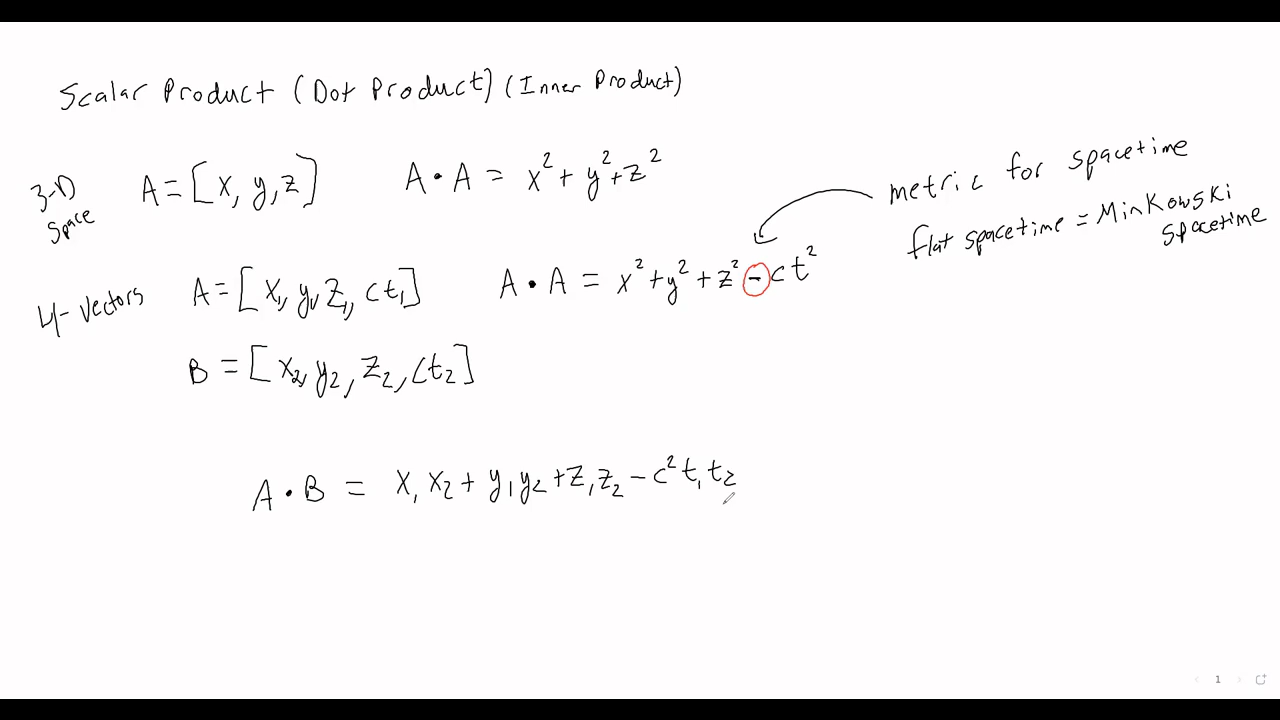 Scalar Product (Dot Product) (Inner Product)
3-D Space
A = [x, y, z]
A • A = x² + y² + z²
metric for spacetime
flat spacetime = Minkowski spacetime
4-vectors
A = [x₁, y₁, z₁, ct₁]
A • A = x² + y² + z² - ct²
B = [x₂, y₂, z₂, ct₂]
A • B = x₁x₂ + y₁y₂ + z₁z₂ - c²t₁t₂
1